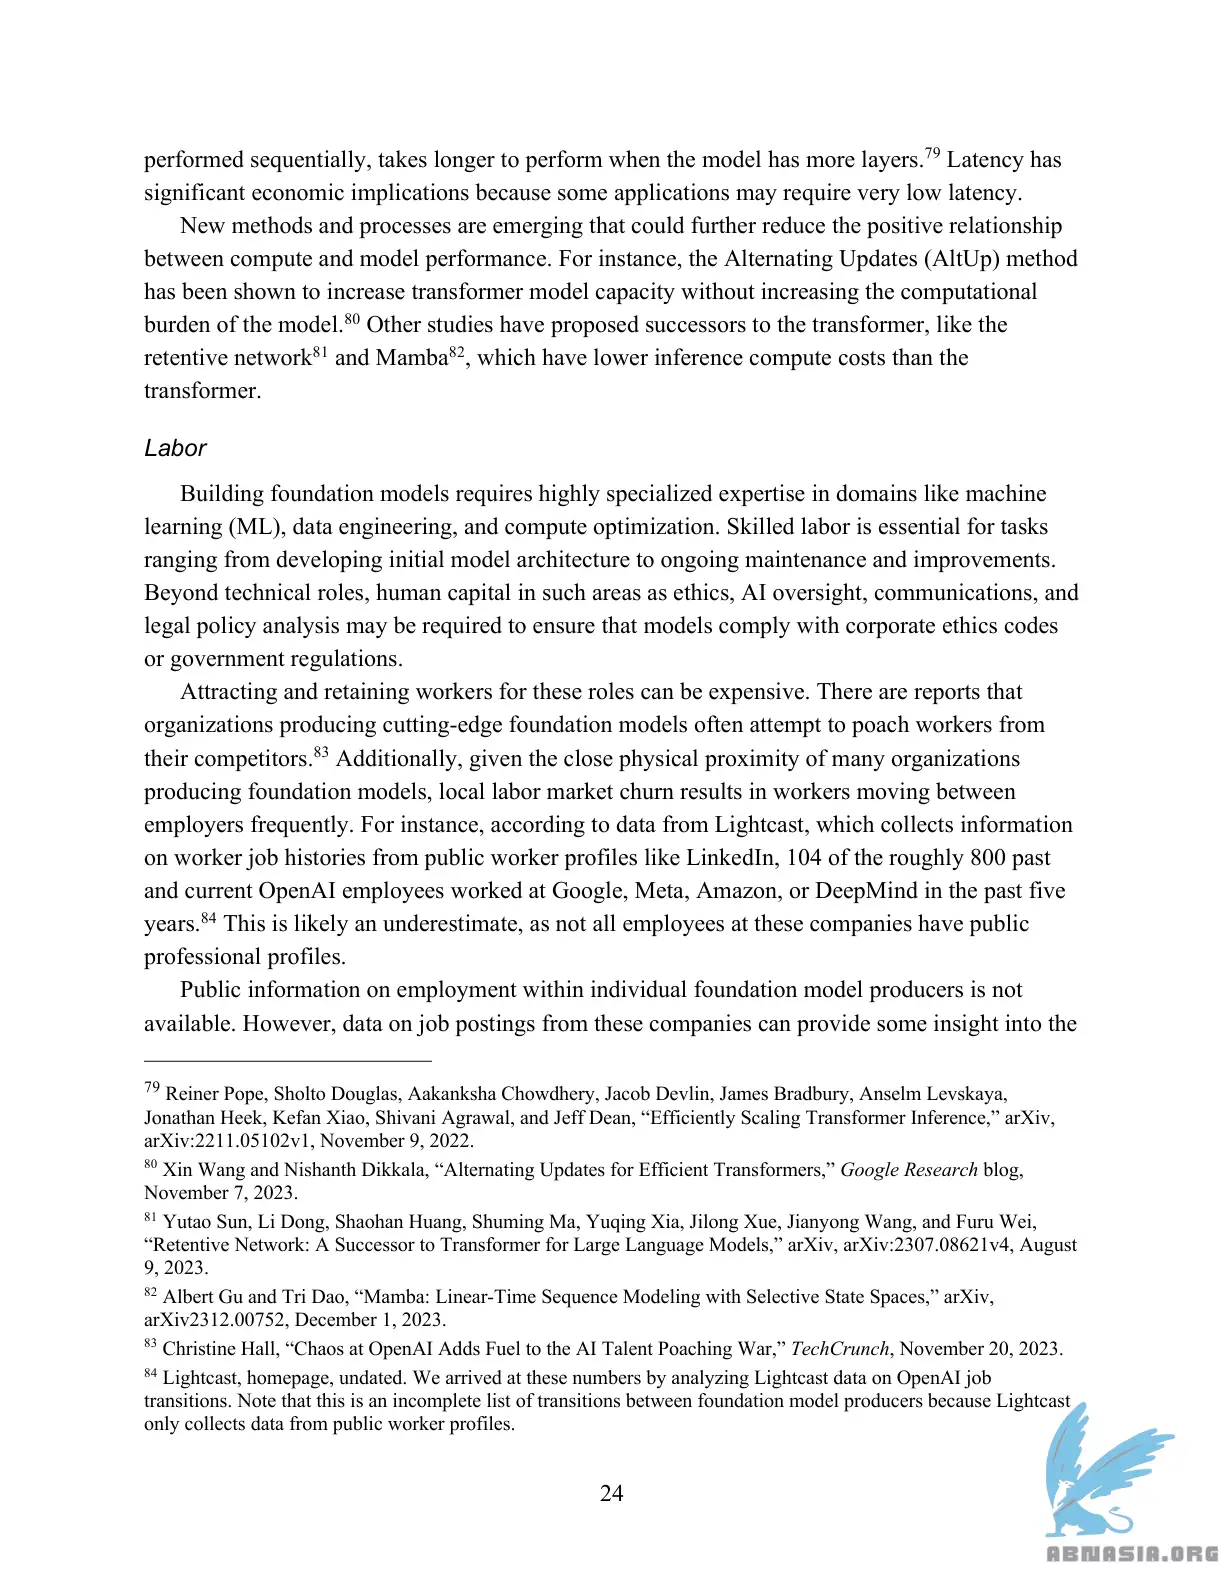 performed sequentially, takes longer to perform when the model has more layers.79 Latency has
significant economic implications because some applications may require very low latency.
New methods and processes are emerging that could further reduce the positive relationship
between compute and model performance. For instance, the Alternating Updates (AltUp) method
has been shown to increase transformer model capacity without increasing the computational
burden of the model.80 Other studies have proposed successors to the transformer, like the
retentive network81 and Mamba82, which have lower inference compute costs than the
transformer.
Labor
Building foundation models requires highly specialized expertise in domains like machine
learning (ML), data engineering, and compute optimization. Skilled labor is essential for tasks
ranging from developing initial model architecture to ongoing maintenance and improvements.
Beyond technical roles, human capital in such areas as ethics, AI oversight, communications, and
legal policy analysis may be required to ensure that models comply with corporate ethics codes
or government regulations.
Attracting and retaining workers for these roles can be expensive. There are reports that
organizations producing cutting-edge foundation models often attempt to poach workers from
their competitors.83 Additionally, given the close physical proximity of many organizations
producing foundation models, local labor market churn results in workers moving between
employers frequently. For instance, according to data from Lightcast, which collects information
on worker job histories from public worker profiles like LinkedIn, 104 of the roughly 800 past
and current OpenAI employees worked at Google, Meta, Amazon, or DeepMind in the past five
years.84 This is likely an underestimate, as not all employees at these companies have public
professional profiles.
Public information on employment within individual foundation model producers is not
available. However, data on job postings from these companies can provide some insight into the
79 Reiner Pope, Sholto Douglas, Aakanksha Chowdhery, Jacob Devlin, James Bradbury, Anselm Levskaya,
Jonathan Heek, Kefan Xiao, Shivani Agrawal, and Jeff Dean, “Efficiently Scaling Transformer Inference,” arXiv,
arXiv:2211.05102v1, November 9, 2022.
80 Xin Wang and Nishanth Dikkala, “Alternating Updates for Efficient Transformers,” Google Research blog,
November 7, 2023.
81 Yutao Sun, Li Dong, Shaohan Huang, Shuming Ma, Yuqing Xia, Jilong Xue, Jianyong Wang, and Furu Wei,
“Retentive Network: A Successor to Transformer for Large Language Models,” arXiv, arXiv:2307.08621v4, August
9, 2023.
82 Albert Gu and Tri Dao, “Mamba: Linear-Time Sequence Modeling with Selective State Spaces,” arXiv,
arXiv2312.00752, December 1, 2023.
83 Christine Hall, “Chaos at OpenAI Adds Fuel to the AI Talent Poaching War,” TechCrunch, November 20, 2023.
84 Lightcast, homepage, undated. We arrived at these numbers by analyzing Lightcast data on OpenAI job
transitions. Note that this is an incomplete list of transitions between foundation model producers because Lightcast
only collects data from public worker profiles.
24
ABNASIA.ORG